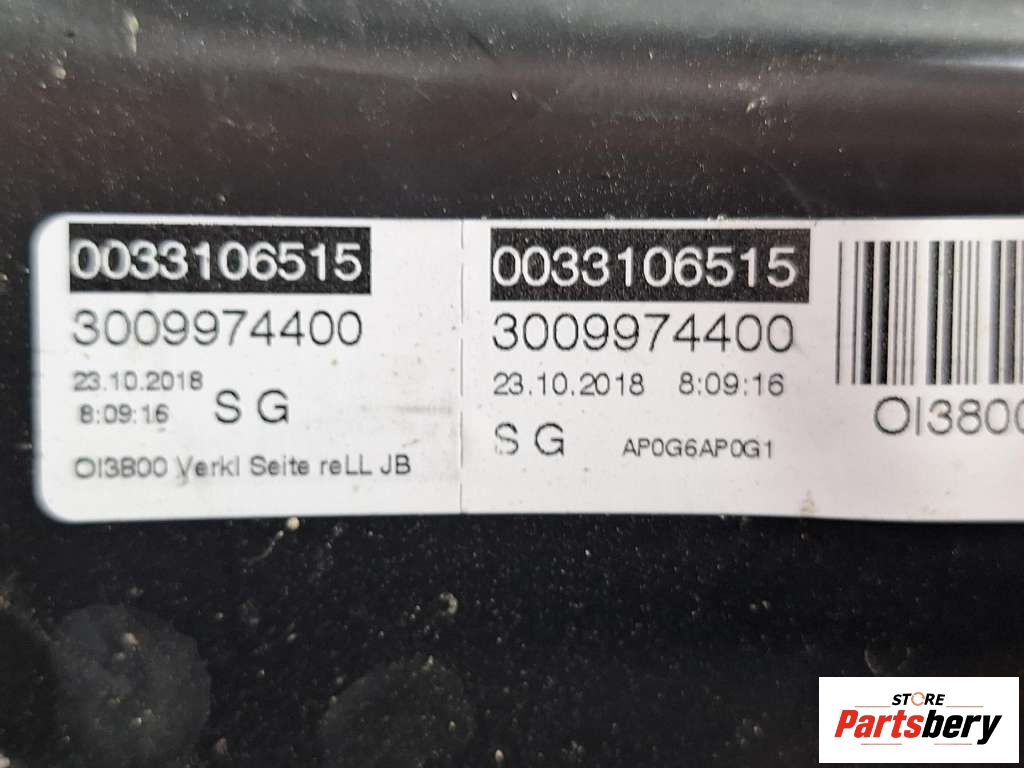 0033106515
3009974400
23.10.2018
8:09:16 S G
OI3800 Verkl Seite reLL JB
0033106515
3009974400
23.10.2018 8:09:16
S G AP0G6AP0G1
OI3800
STORE
Partsbery